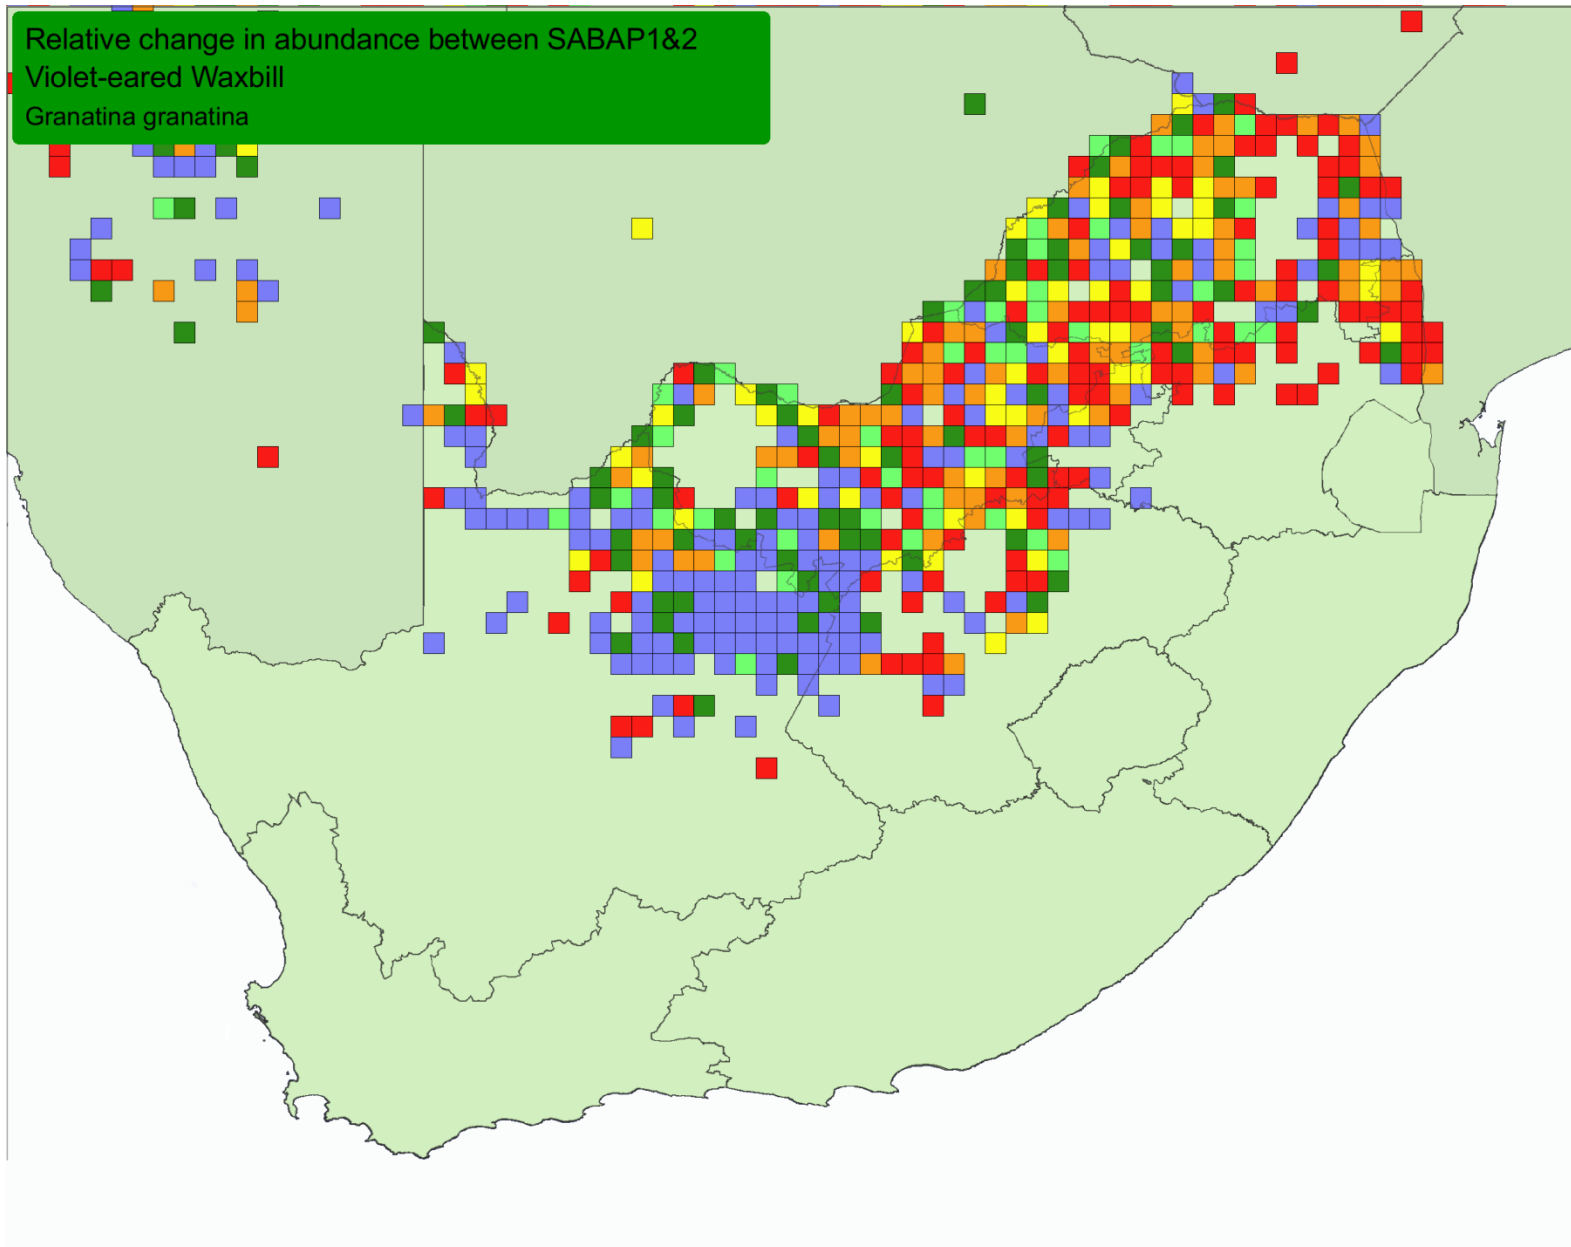 Relative change in abundance between SABAP1&2
Violet-eared Waxbill
Granatina granatina